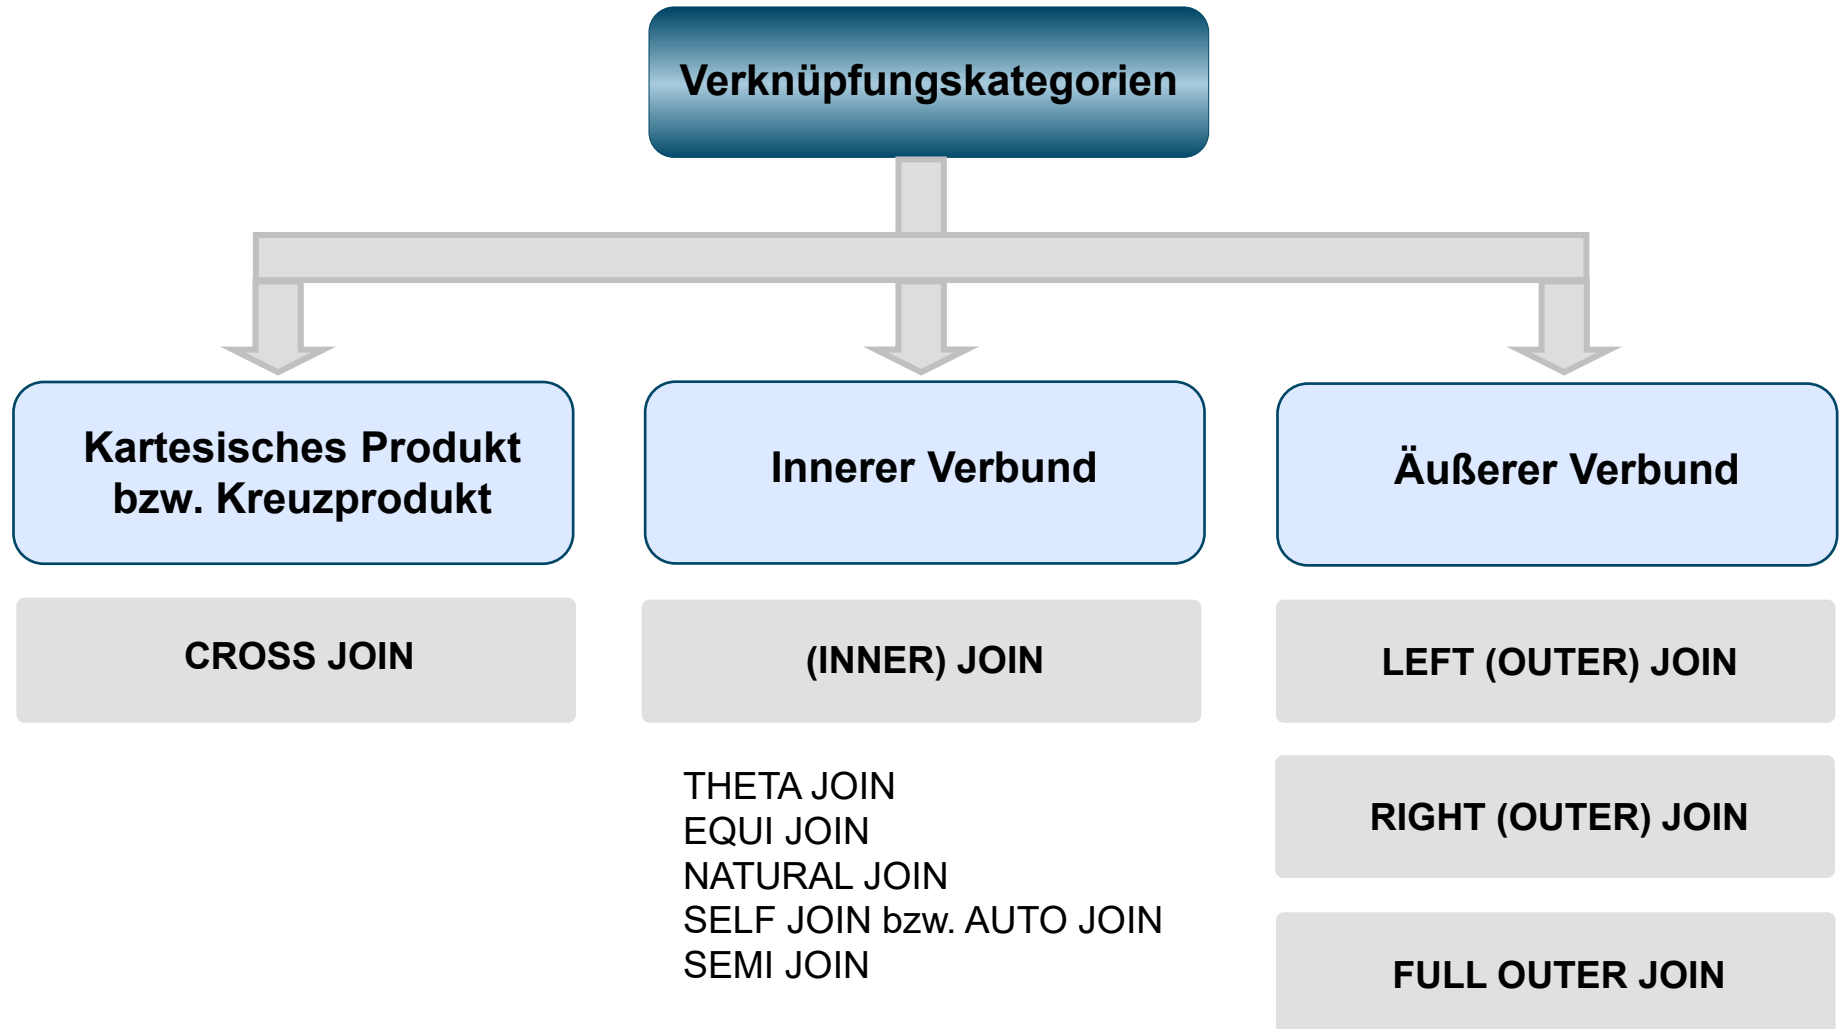 Verknüpfungskategorien
Kartesisches Produkt
bzw. Kreuzprodukt
CROSS JOIN
Innerer Verbund
(INNER) JOIN
THETA JOIN
EQUI JOIN
NATURAL JOIN
SELF JOIN bzw. AUTO JOIN
SEMI JOIN
Äußerer Verbund
LEFT (OUTER) JOIN
RIGHT (OUTER) JOIN
FULL OUTER JOIN